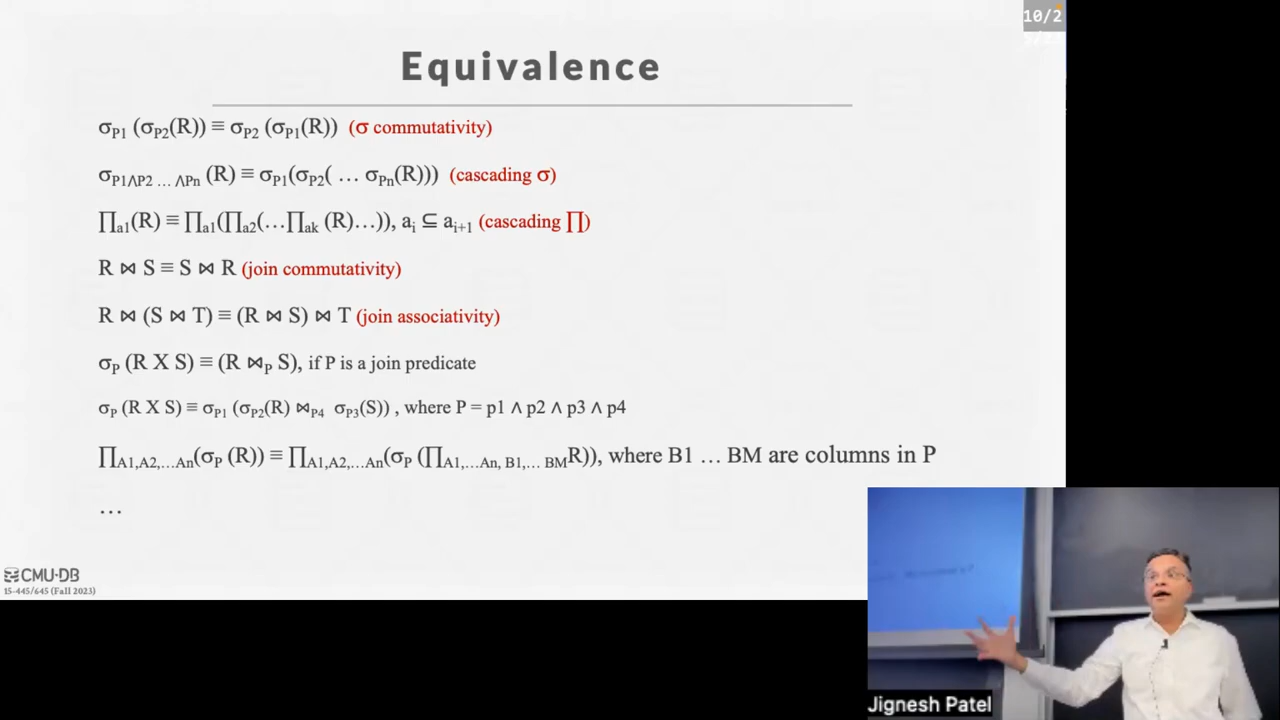 10/2
Equivalence
σP1 (σP2(R)) ≡ σP2 (σP1(R)) (σ commutativity)
σP1∧P2 … ∧Pn (R) ≡ σP1(σP2( … σPn(R))) (cascading σ)
∏a1(R) ≡ ∏a1(∏a2(…∏ak (R)…)), ai ⊆ ai+1 (cascading ∏)
R ⋈ S ≡ S ⋈ R (join commutativity)
R ⋈ (S ⋈ T) ≡ (R ⋈ S) ⋈ T (join associativity)
σP (R X S) ≡ (R ⋈P S), if P is a join predicate
σP (R X S) ≡ σP1 (σP2(R) ⋈P4 σP3(S)) , where P = p1 ∧ p2 ∧ p3 ∧ p4
∏A1,A2,…An(σP (R)) ≡ ∏A1,A2,…An(σP (∏A1,…An, B1,… BM R)), where B1 … BM are columns in P
…
CMU·DB
15-445/645 (Fall 2023)
Jignesh Patel